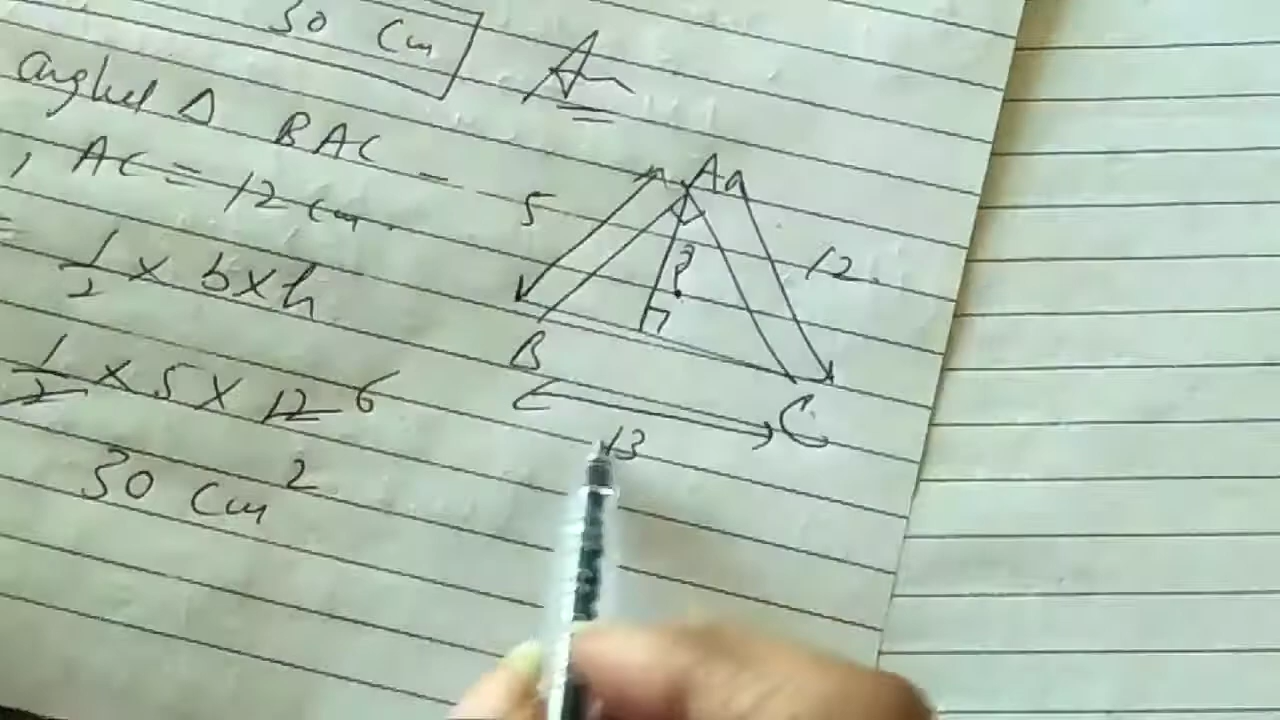 30 cm
An
angled Δ BAC -
, AC = 12 cm.
= 1/2 × b × h
1/2 × 5 × 12 6
30 cm²
A
5
12.
?
B
C
13